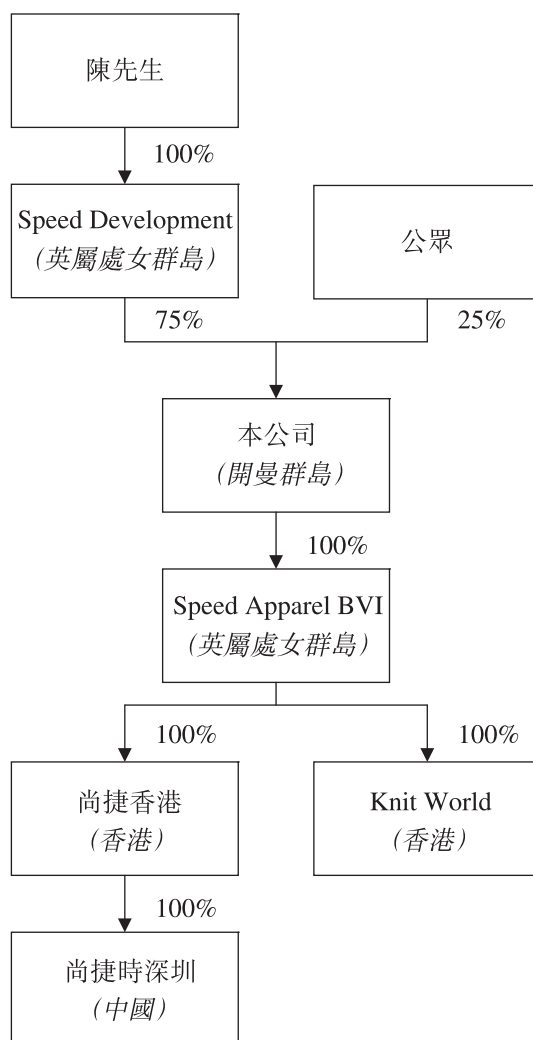 陳先生
100%
Speed Development
（英屬處女群島）
公眾
75%
25%
本公司
（開曼群島）
100%
Speed Apparel BVI
（英屬處女群島）
100%
100%
尚捷香港
（香港）
Knit World
（香港）
100%
尚捷時深圳
（中國）